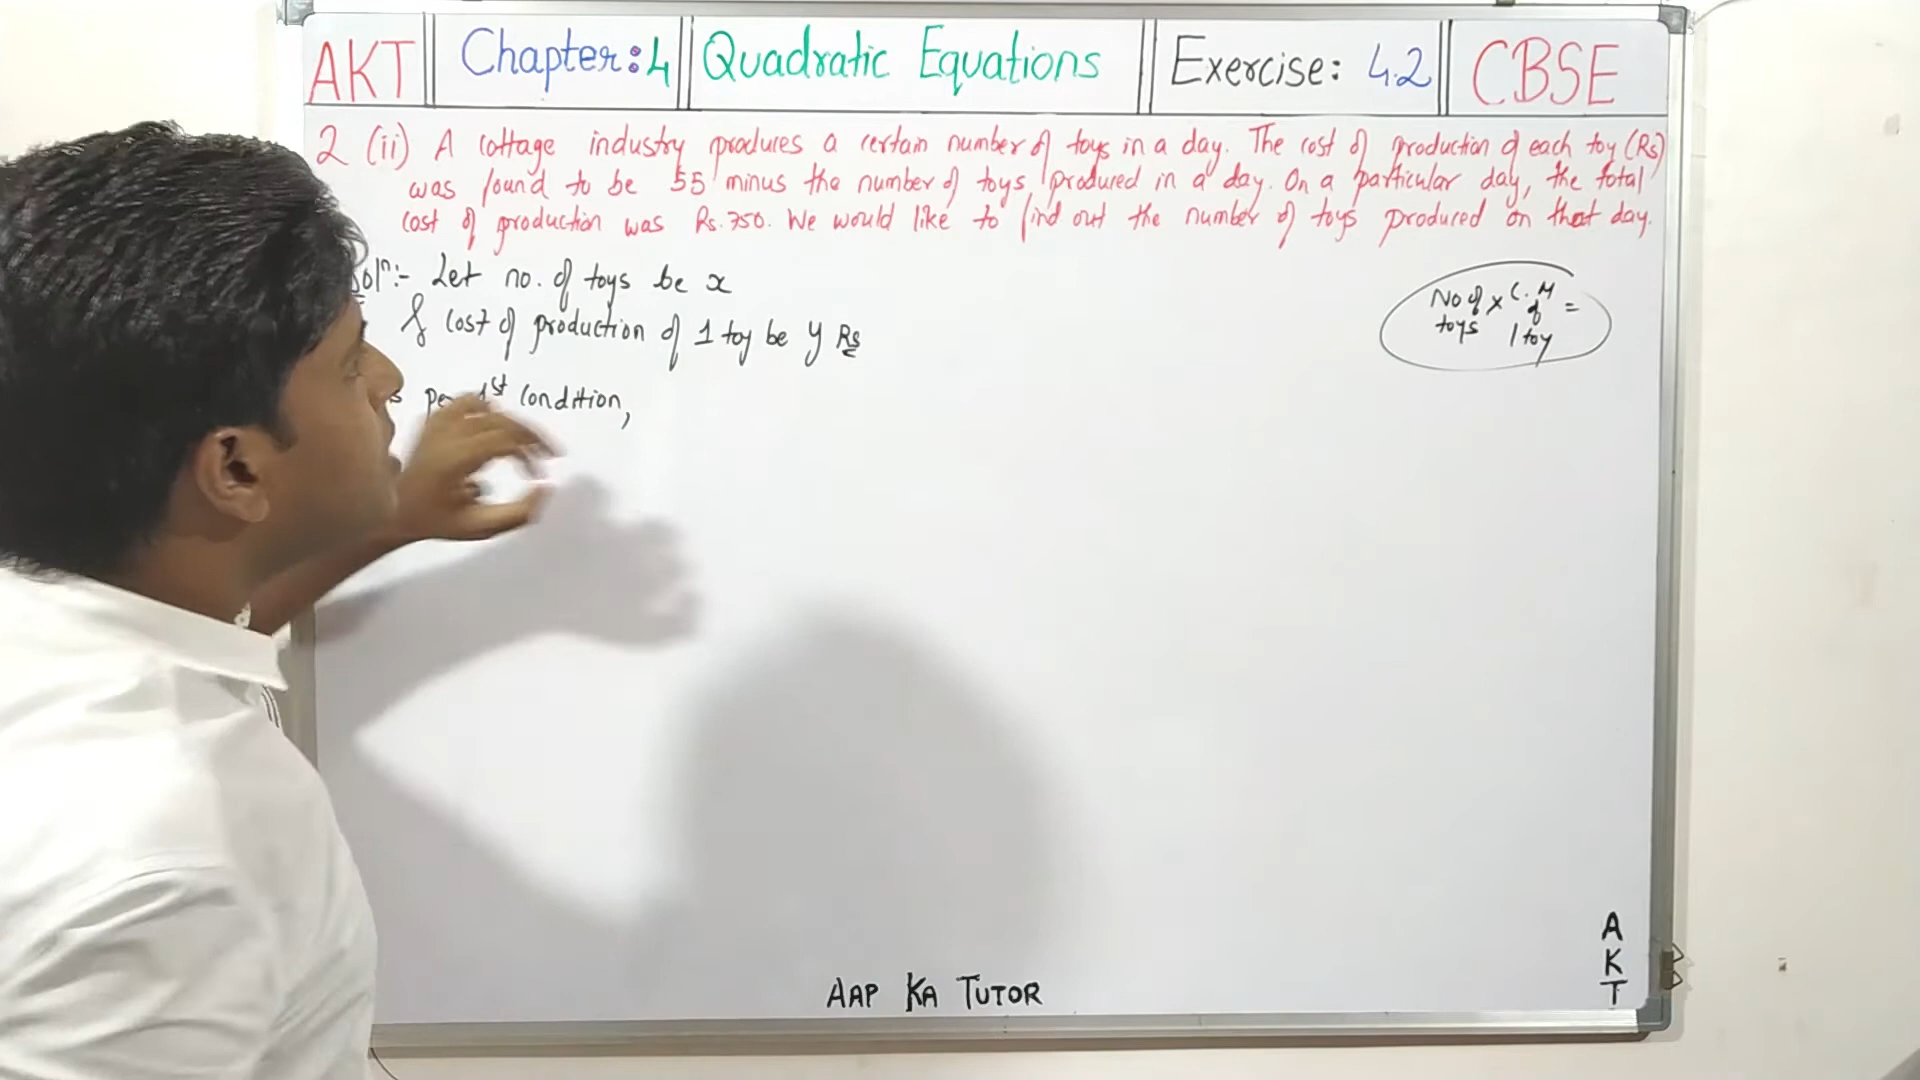 AKT Chapter: 4 Quadratic Equations Exercise: 4.2 CBSE
2 (ii) A cottage industry produces a certain number of toys in a day. The cost of production of each toy (Rs)
was found to be 55 minus the number of toys produced in a day. On a particular day, the total
cost of production was Rs. 750. We would like to find out the number of toys produced on that day.
Solⁿ:- Let no. of toys be x
& cost of production of 1 toy be y Rs
No of toys x C.M of 1 toy =
per 1st condition,
AKT
AAP KA TUTOR